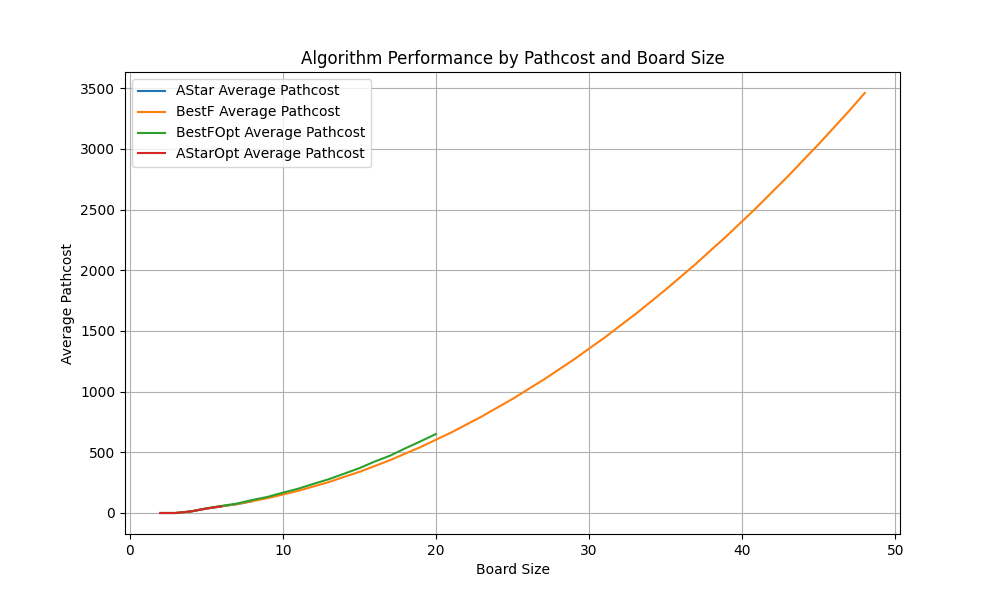 Algorithm Performance by Pathcost and Board Size
AStar Average Pathcost
BestF Average Pathcost
BestFOpt Average Pathcost
AStarOpt Average Pathcost
Average Pathcost
3500
3000
2500
2000
1500
1000
500
0
0 10 20 30 40 50
Board Size